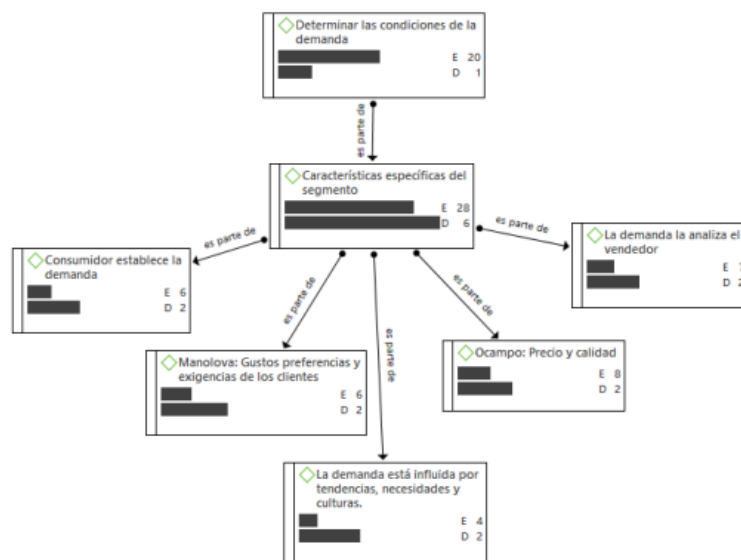 Determinar las condiciones de la
demanda
E 20
D 1
es parte de
Características específicas del
segmento
E 28
D 6
es parte de
es parte de
es parte de
es parte de
es parte de
Consumidor establece la
demanda
E 6
D 2
La demanda la analiza el
vendedor
E 7
D 2
Manolova: Gustos preferencias y
exigencias de los clientes
E 6
D 2
Ocampo: Precio y calidad
E 8
D 2
La demanda está influida por
tendencias, necesidades y
culturas.
E 4
D 2